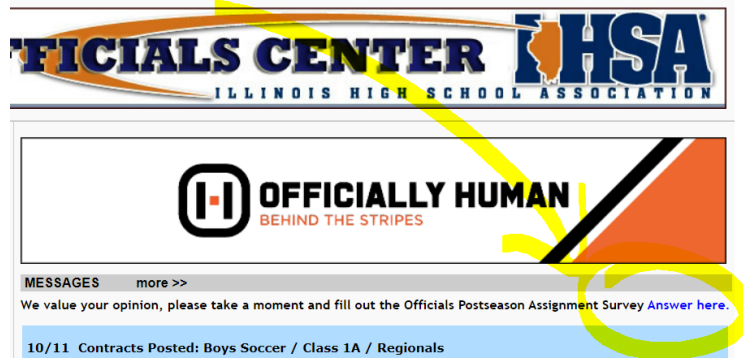 FFICIALS CENTER IHSA
ILLINOIS HIGH SCHOOL ASSOCIATION
H OFFICIALLY HUMAN
BEHIND THE STRIPES
MESSAGES more >>
We value your opinion, please take a moment and fill out the Officials Postseason Assignment Survey Answer here.
10/11 Contracts Posted: Boys Soccer / Class 1A / Regionals